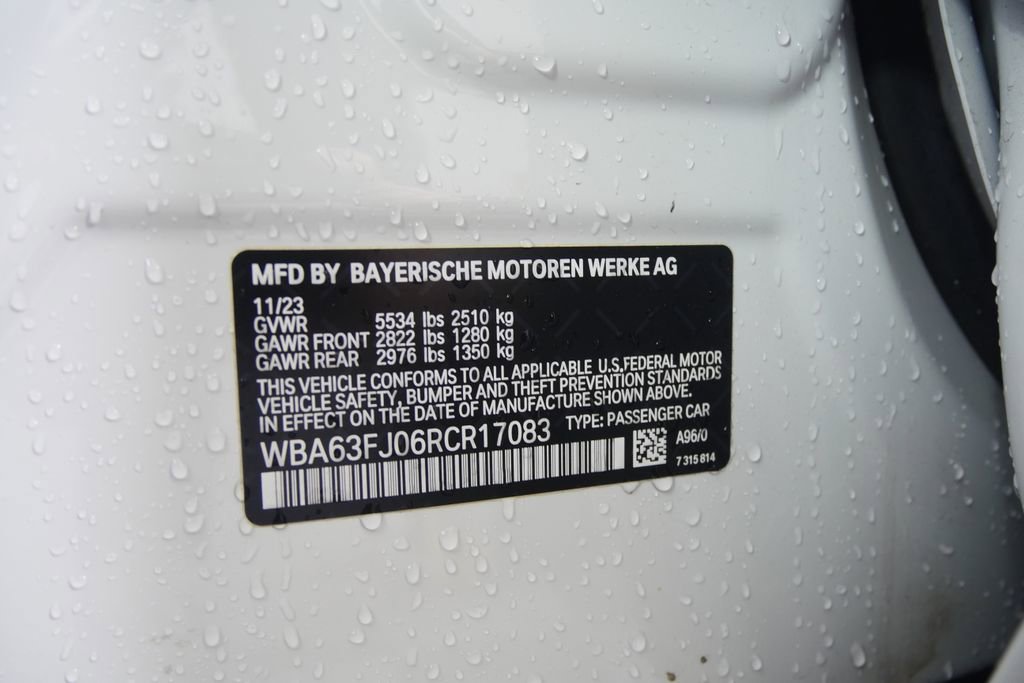 MFD BY BAYERISCHE MOTOREN WERKE AG
11/23
GVWR 5534 lbs 2510 kg
GAWR FRONT 2822 lbs 1280 kg
GAWR REAR 2976 lbs 1350 kg
THIS VEHICLE CONFORMS TO ALL APPLICABLE U.S.FEDERAL MOTOR
VEHICLE SAFETY, BUMPER AND THEFT PREVENTION STANDARDS
IN EFFECT ON THE DATE OF MANUFACTURE SHOWN ABOVE.
WBA63FJ06RCR17083 TYPE: PASSENGER CAR
A96/0
7 315 814